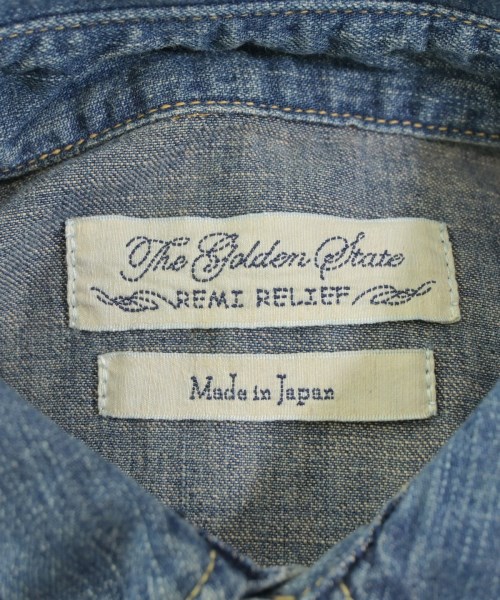 The Golden State
REMI RELIEF
Made in Japan